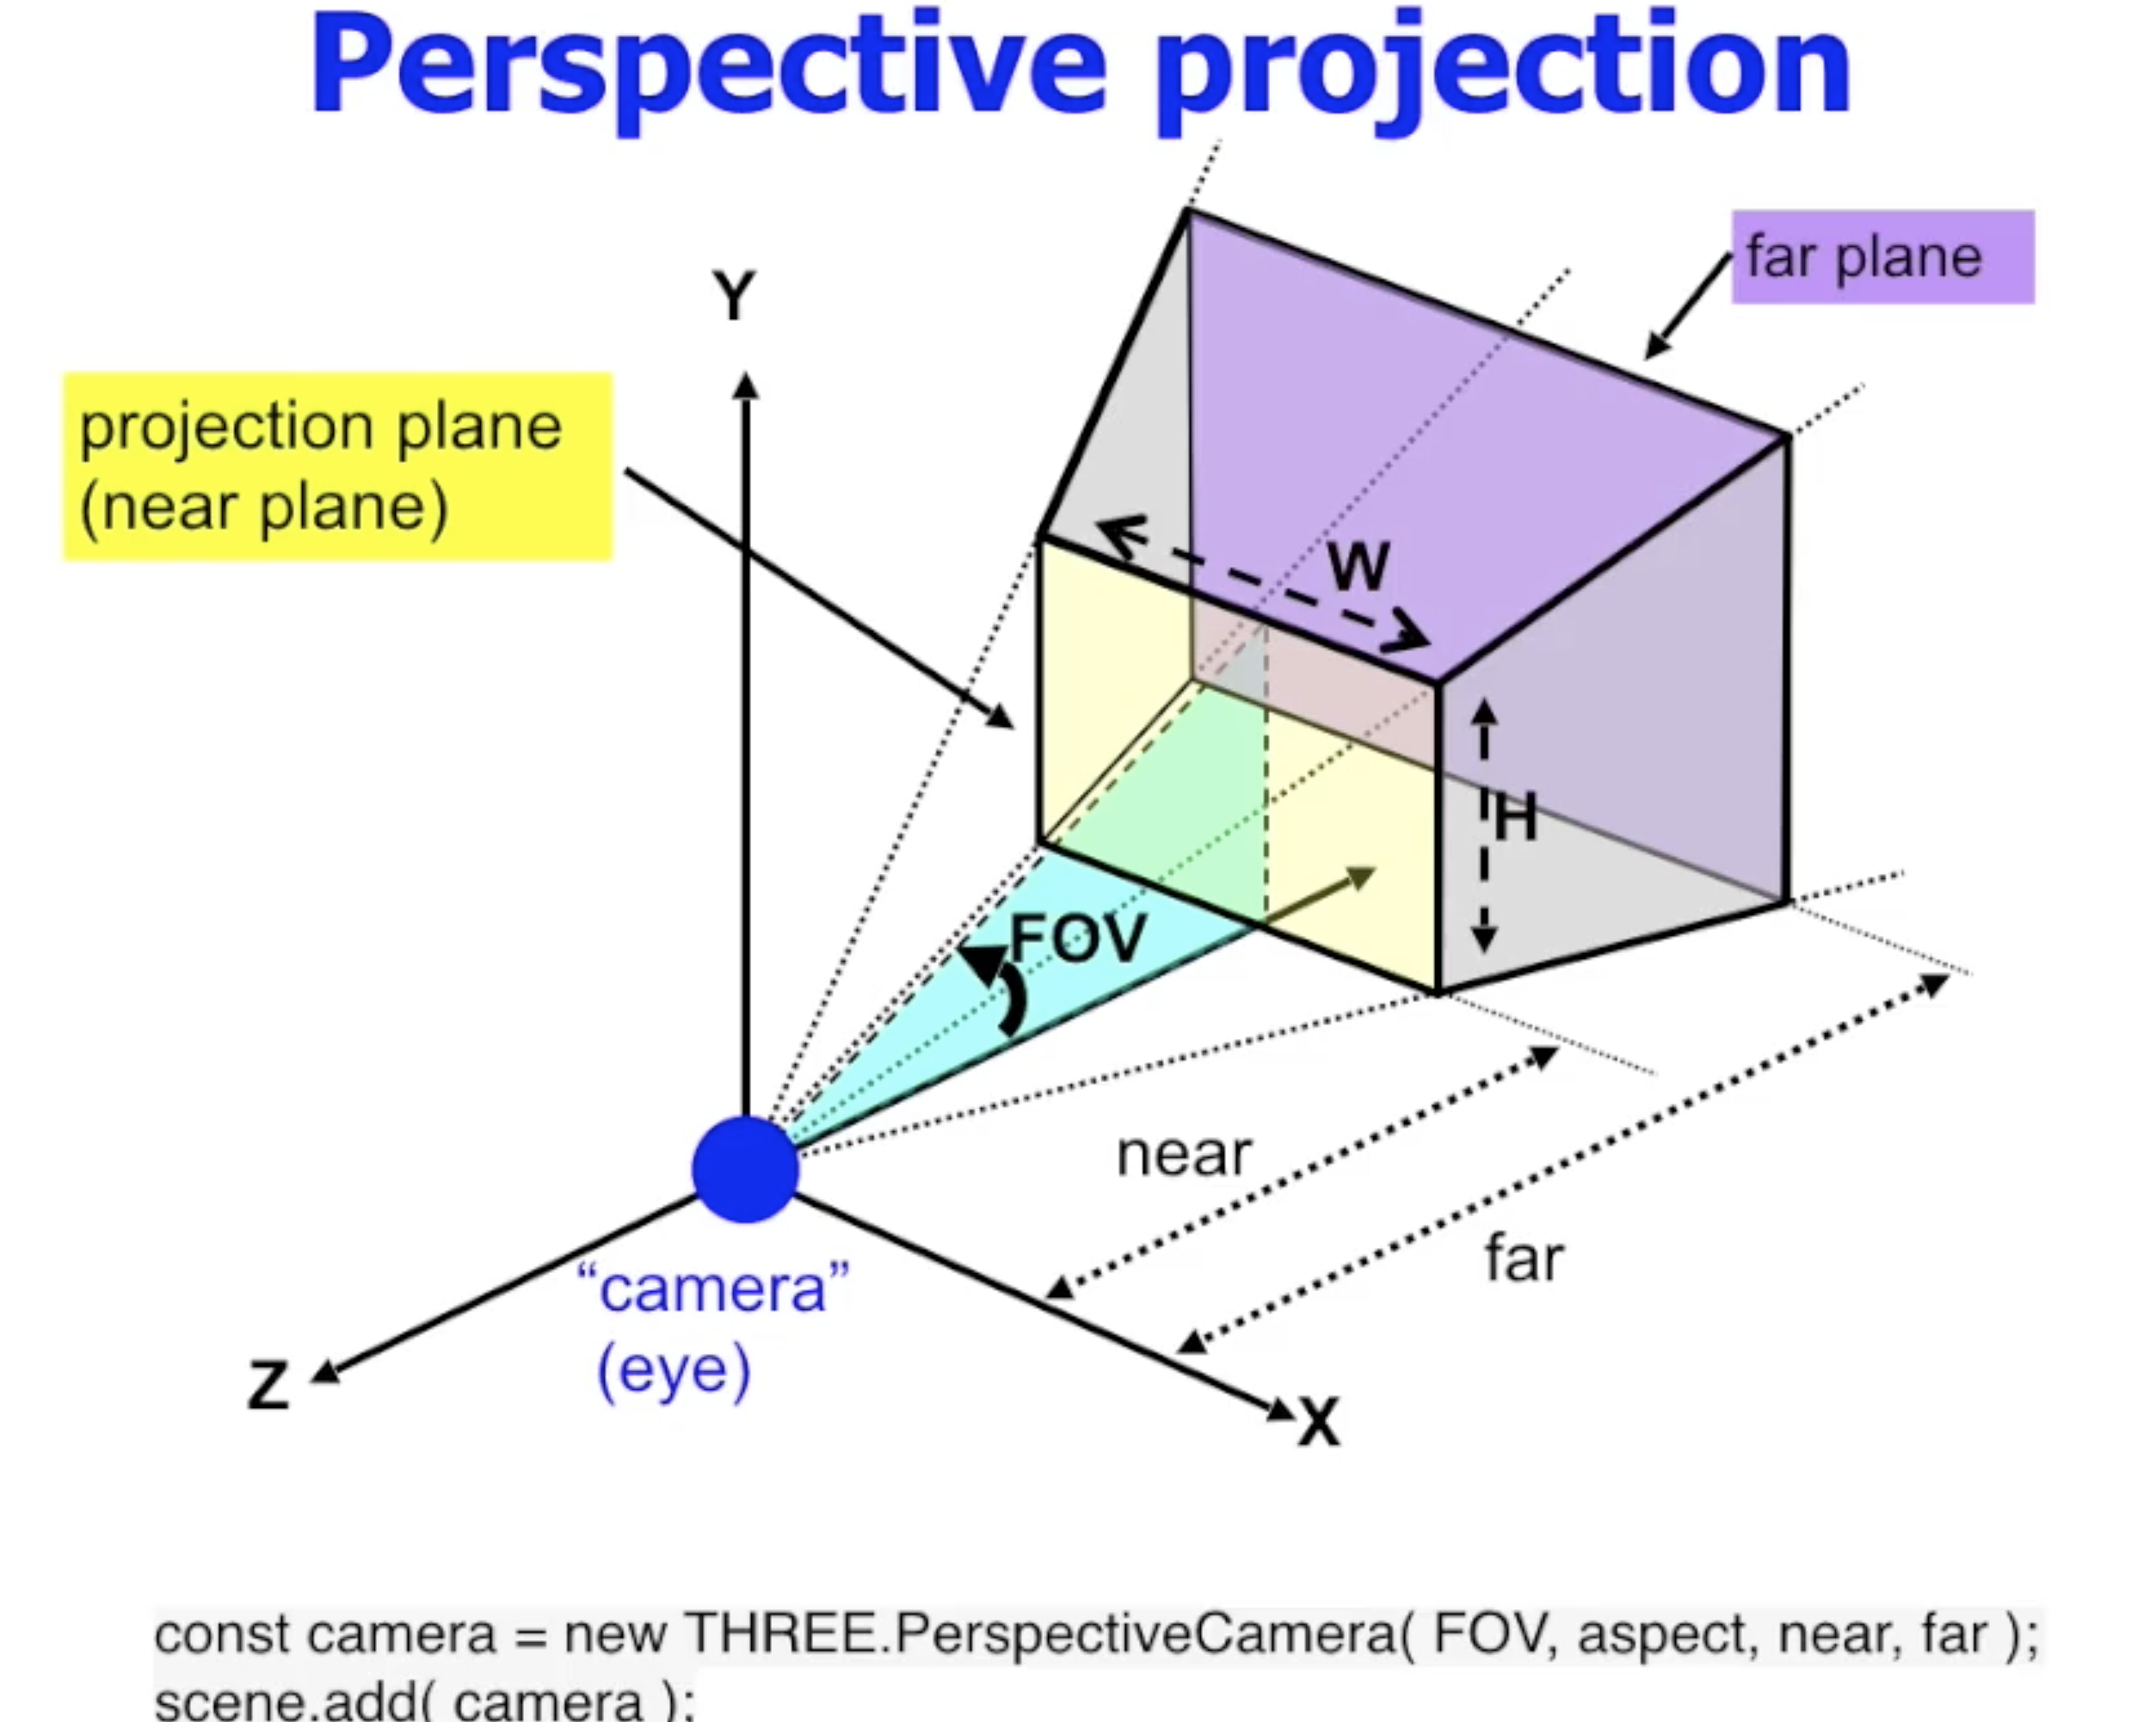 Perspective projection
far plane
Y
projection plane
(near plane)
W
H
FOV
near
far
"camera"
(eye)
Z
X
const camera = new THREE.PerspectiveCamera( FOV, aspect, near, far );
scene.add( camera );